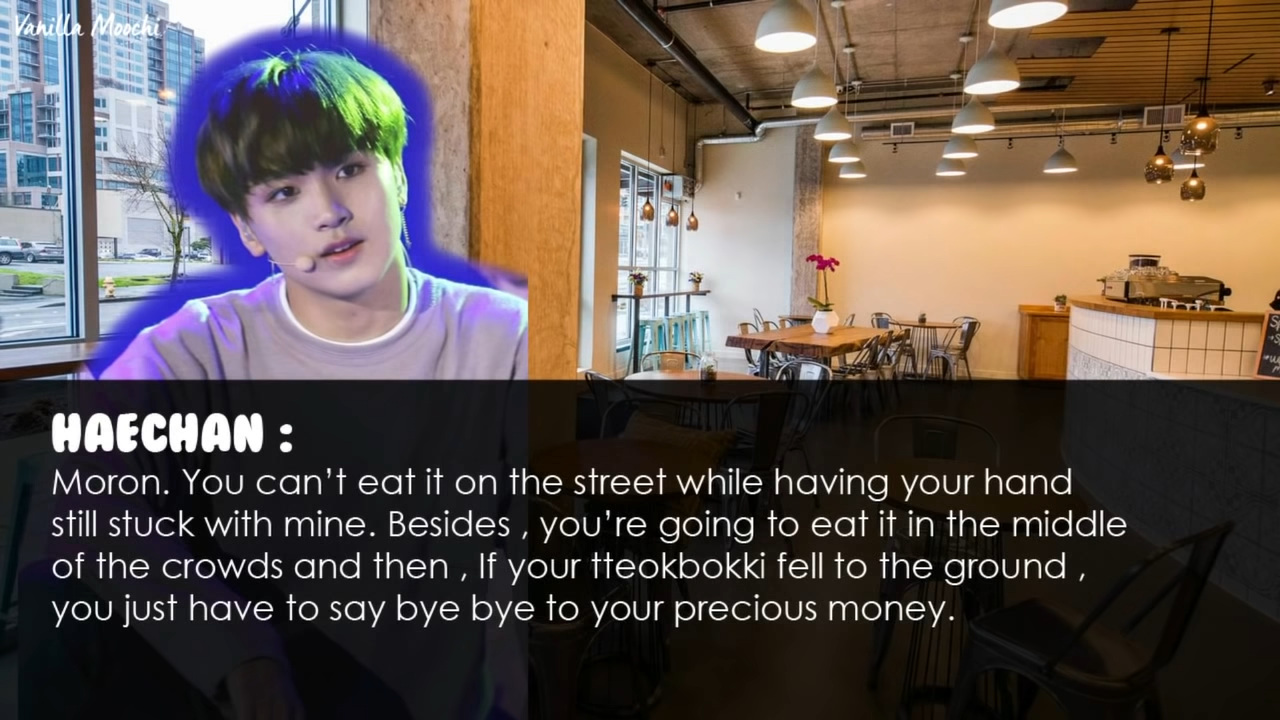 Vanilla Moochi
HAECHAN :
Moron. You can't eat it on the street while having your hand
still stuck with mine. Besides , you're going to eat it in the middle
of the crowds and then , If your tteokbokki fell to the ground ,
you just have to say bye bye to your precious money.